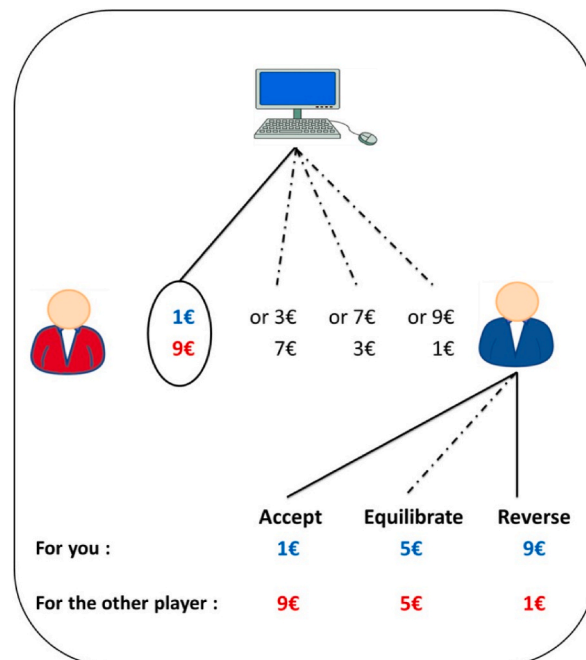 1€ or 3€ or 7€ or 9€
9€ 7€ 3€ 1€
Accept Equilibrate Reverse
For you : 1€ 5€ 9€
For the other player : 9€ 5€ 1€